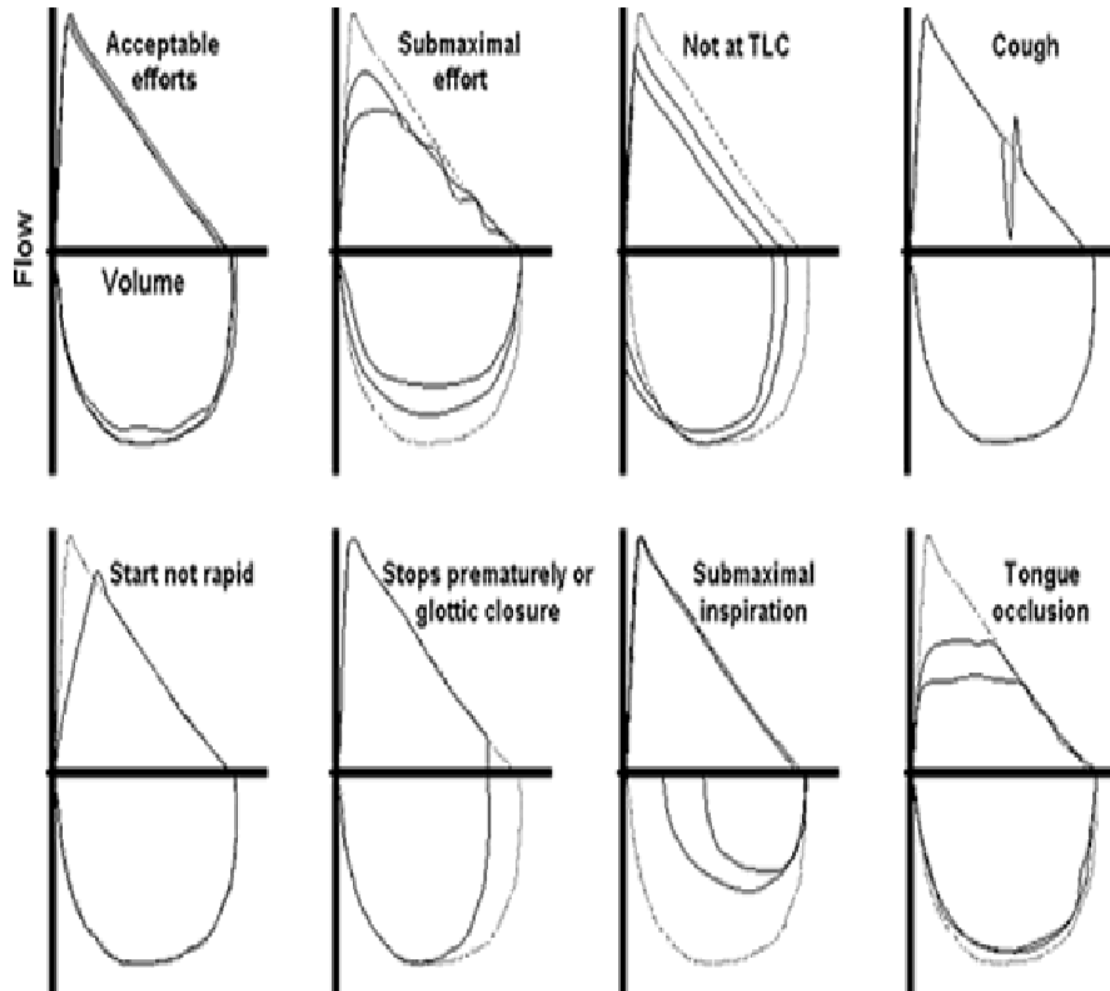 Acceptable
efforts
Submaximal
effort
Not at TLC
Cough
Flow
Volume
Start not rapid
Stops prematurely or
glottic closure
Submaximal
inspiration
Tongue
occlusion